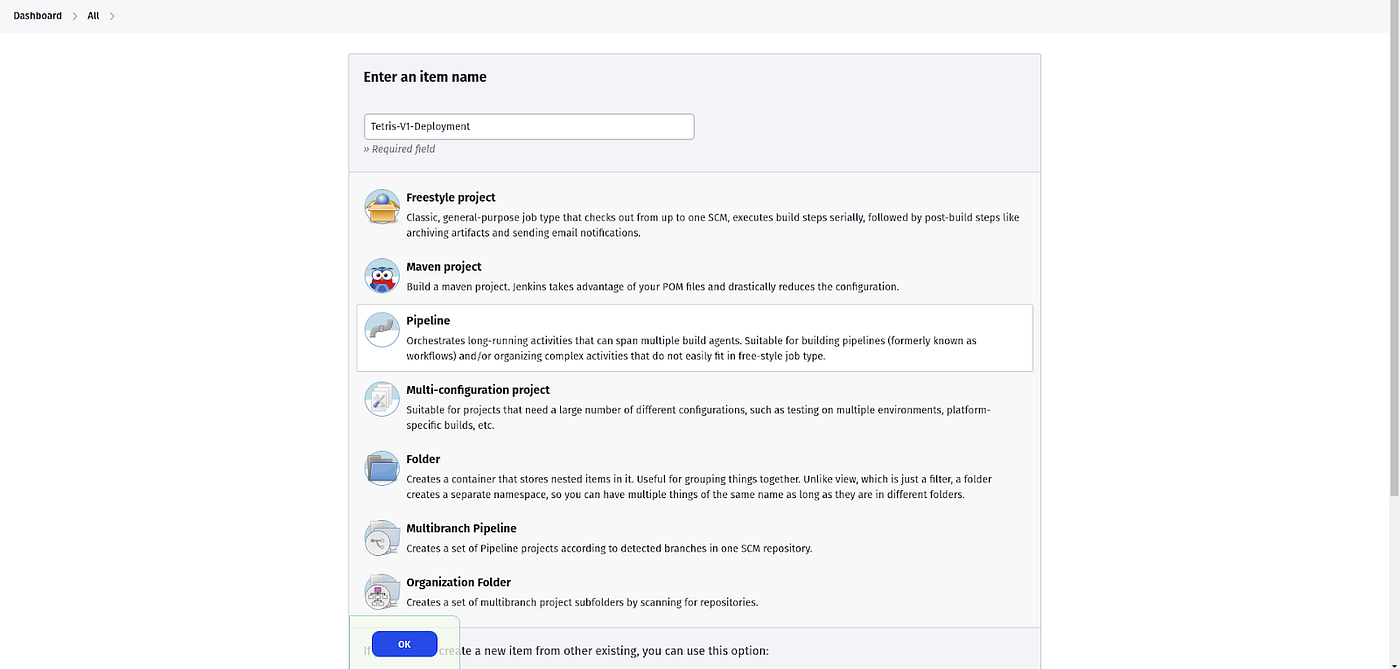 Dashboard
All
Enter an item name
Tetris-V1-Deployment
» Required field
Freestyle project
Classic, general-purpose job type that checks out from up to one SCM, executes build steps serially, followed by post-build steps like
archiving artifacts and sending email notifications.
Maven project
Build a maven project. Jenkins takes advantage of your POM files and drastically reduces the configuration.
Pipeline
Orchestrates long-running activities that can span multiple build agents. Suitable for building pipelines (formerly known as
workflows) and/or organizing complex activities that do not easily fit in free-style job type.
Multi-configuration project
Suitable for projects that need a large number of different configurations, such as testing on multiple environments, platform-
specific builds, etc.
Folder
Creates a container that stores nested items in it. Useful for grouping things together. Unlike view, which is just a filter, a folder
creates a separate namespace, so you can have multiple things of the same name as long as they are in different folders.
Multibranch Pipeline
Creates a set of Pipeline projects according to detected branches in one SCM repository.
Organization Folder
Creates a set of multibranch project subfolders by scanning for repositories.
OK
If create a new item from other existing, you can use this option: